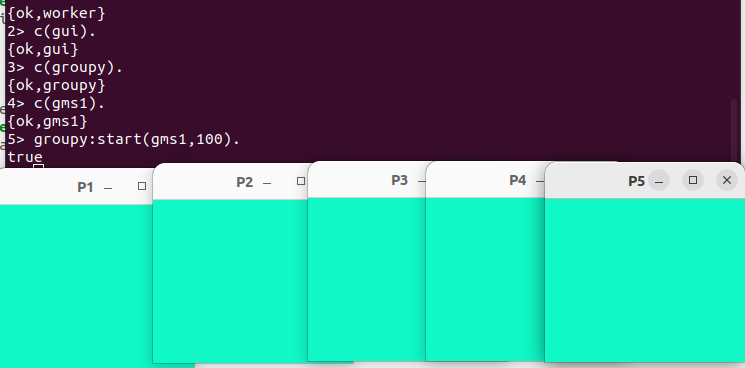 {ok,worker}
2> c(gui).
{ok,gui}
3> c(groupy).
{ok,groupy}
4> c(gms1).
{ok,gms1}
5> groupy:start(gms1,100).
true
P1
P2
P3
P4
P5